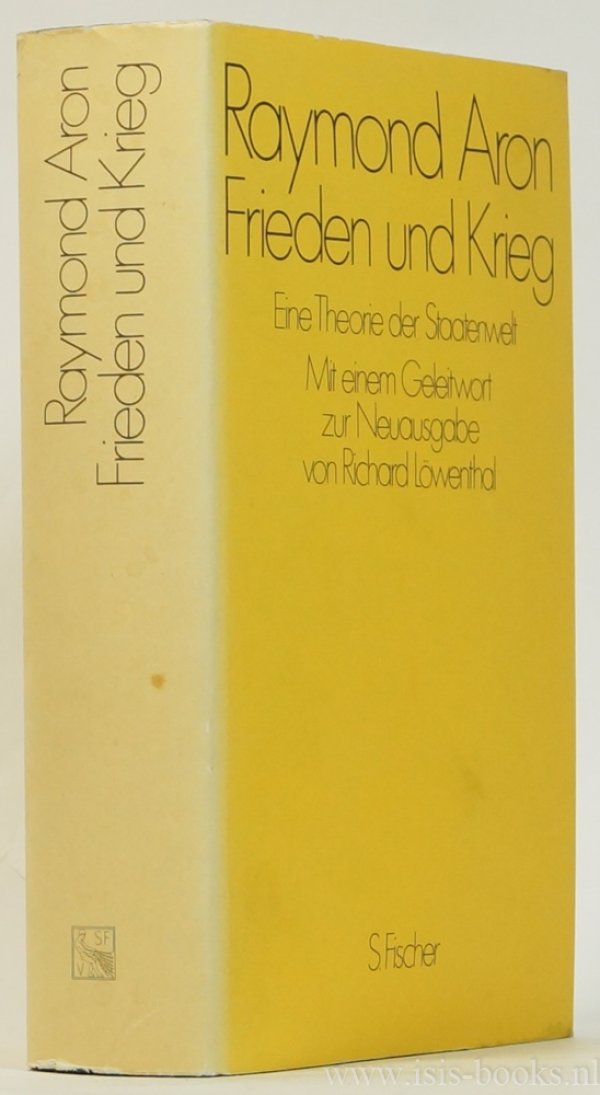 Raymond Aron
Frieden und Krieg
Raymond Aron
Frieden und Krieg
Eine Theorie der Staatenwelt
Mit einem Geleitwort
zur Neuausgabe
von Richard Löwenthal
S. Fischer
SF
V
www.isis-books.nl